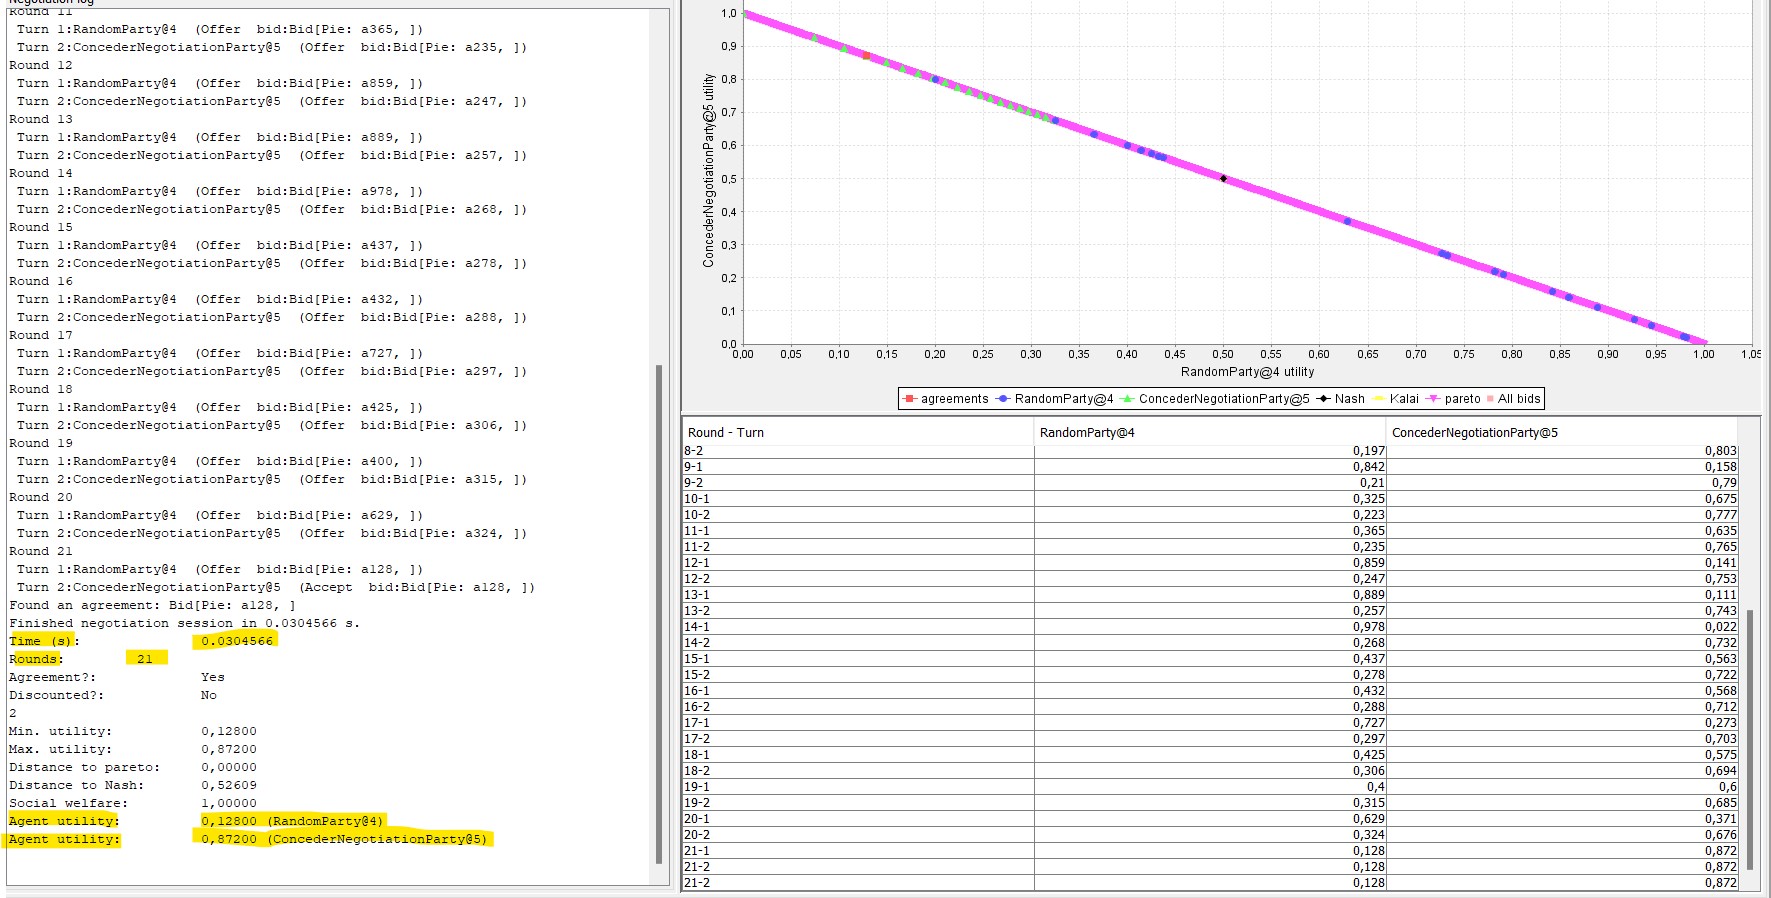 Negotiation log
Round 11
Turn 1:RandomParty@4 (Offer bid:Bid[Pie: a365, ])
Turn 2:ConcederNegotiationParty@5 (Offer bid:Bid[Pie: a235, ])
Round 12
Turn 1:RandomParty@4 (Offer bid:Bid[Pie: a859, ])
Turn 2:ConcederNegotiationParty@5 (Offer bid:Bid[Pie: a247, ])
Round 13
Turn 1:RandomParty@4 (Offer bid:Bid[Pie: a889, ])
Turn 2:ConcederNegotiationParty@5 (Offer bid:Bid[Pie: a257, ])
Round 14
Turn 1:RandomParty@4 (Offer bid:Bid[Pie: a978, ])
Turn 2:ConcederNegotiationParty@5 (Offer bid:Bid[Pie: a268, ])
Round 15
Turn 1:RandomParty@4 (Offer bid:Bid[Pie: a437, ])
Turn 2:ConcederNegotiationParty@5 (Offer bid:Bid[Pie: a278, ])
Round 16
Turn 1:RandomParty@4 (Offer bid:Bid[Pie: a432, ])
Turn 2:ConcederNegotiationParty@5 (Offer bid:Bid[Pie: a288, ])
Round 17
Turn 1:RandomParty@4 (Offer bid:Bid[Pie: a727, ])
Turn 2:ConcederNegotiationParty@5 (Offer bid:Bid[Pie: a297, ])
Round 18
Turn 1:RandomParty@4 (Offer bid:Bid[Pie: a425, ])
Turn 2:ConcederNegotiationParty@5 (Offer bid:Bid[Pie: a306, ])
Round 19
Turn 1:RandomParty@4 (Offer bid:Bid[Pie: a400, ])
Turn 2:ConcederNegotiationParty@5 (Offer bid:Bid[Pie: a315, ])
Round 20
Turn 1:RandomParty@4 (Offer bid:Bid[Pie: a629, ])
Turn 2:ConcederNegotiationParty@5 (Offer bid:Bid[Pie: a324, ])
Round 21
Turn 1:RandomParty@4 (Offer bid:Bid[Pie: a128, ])
Turn 2:ConcederNegotiationParty@5 (Accept bid:Bid[Pie: a128, ])
Found an agreement: Bid[Pie: a128, ]
Finished negotiation session in 0.0304566 s.
Time (s): 0.0304566
Rounds: 21
Agreement?: Yes
Discounted?: No
2
Min. utility: 0,12800
Max. utility: 0,87200
Distance to pareto: 0,00000
Distance to Nash: 0,52609
Social welfare: 1,00000
Agent utility: 0,12800 (RandomParty@4)
Agent utility: 0,87200 (ConcederNegotiationParty@5)
ConcederNegotiationParty@5 utility
1,0
0,9
0,8
0,7
0,6
0,5
0,4
0,3
0,2
0,1
0,0
0,00 0,05 0,10 0,15 0,20 0,25 0,30 0,35 0,40 0,45 0,50 0,55 0,60 0,65 0,70 0,75 0,80 0,85 0,90 0,95 1,00 1,05
RandomParty@4 utility
agreements RandomParty@4 ConcederNegotiationParty@5 Nash Kalai pareto All bids
Round - Turn RandomParty@4 ConcederNegotiationParty@5
8-2 0,197 0,803
9-1 0,842 0,158
9-2 0,21 0,79
10-1 0,325 0,675
10-2 0,223 0,777
11-1 0,365 0,635
11-2 0,235 0,765
12-1 0,859 0,141
12-2 0,247 0,753
13-1 0,889 0,111
13-2 0,257 0,743
14-1 0,978 0,022
14-2 0,268 0,732
15-1 0,437 0,563
15-2 0,278 0,722
16-1 0,432 0,568
16-2 0,288 0,712
17-1 0,727 0,273
17-2 0,297 0,703
18-1 0,425 0,575
18-2 0,306 0,694
19-1 0,4 0,6
19-2 0,315 0,685
20-1 0,629 0,371
20-2 0,324 0,676
21-1 0,128 0,872
21-2 0,128 0,872
21-2 0,128 0,872